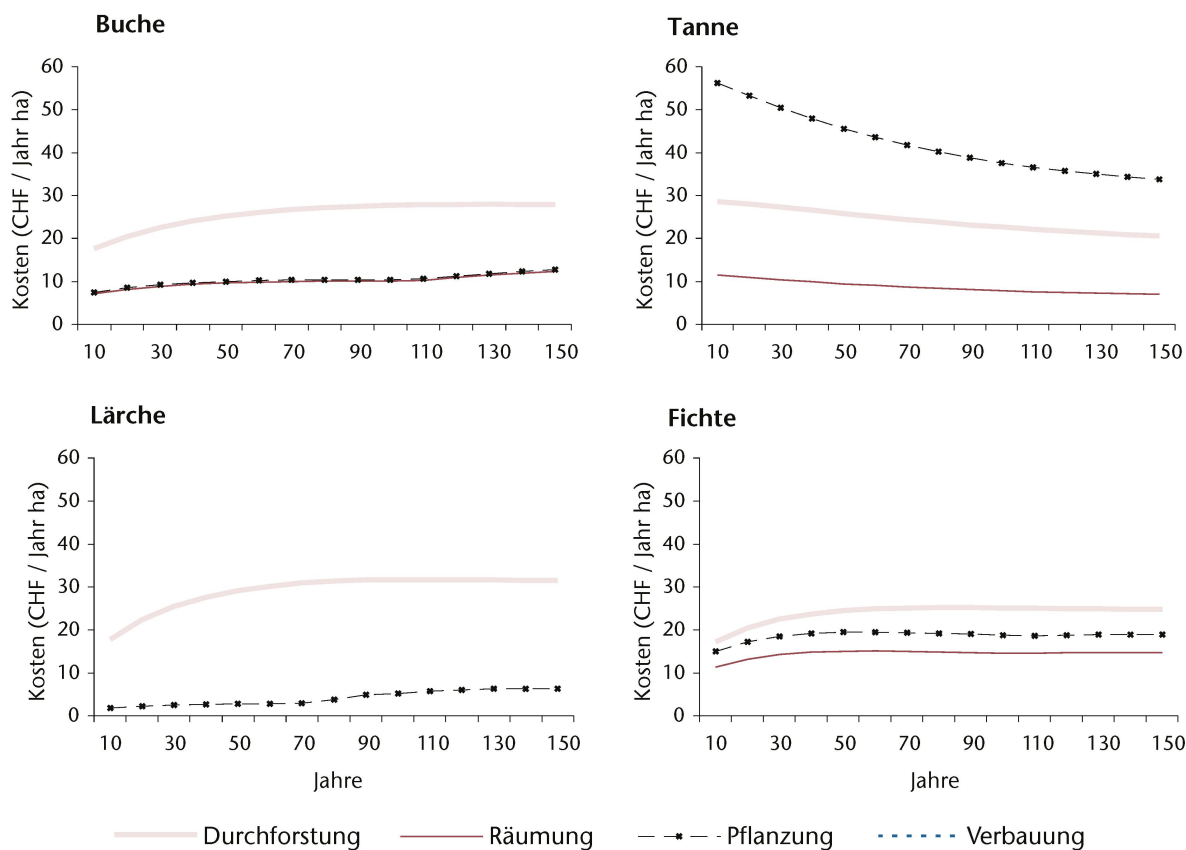 Buche
Kosten (CHF / Jahr ha)
60
50
40
30
20
10
0
10 30 50 70 90 110 130 150
Tanne
Kosten (CHF / Jahr ha)
60
50
40
30
20
10
0
10 30 50 70 90 110 130 150
Lärche
Kosten (CHF / Jahr ha)
60
50
40
30
20
10
0
10 30 50 70 90 110 130 150
Jahre
Fichte
Kosten (CHF / Jahr ha)
60
50
40
30
20
10
0
10 30 50 70 90 110 130 150
Jahre
Durchforstung Räumung Pflanzung Verbauung